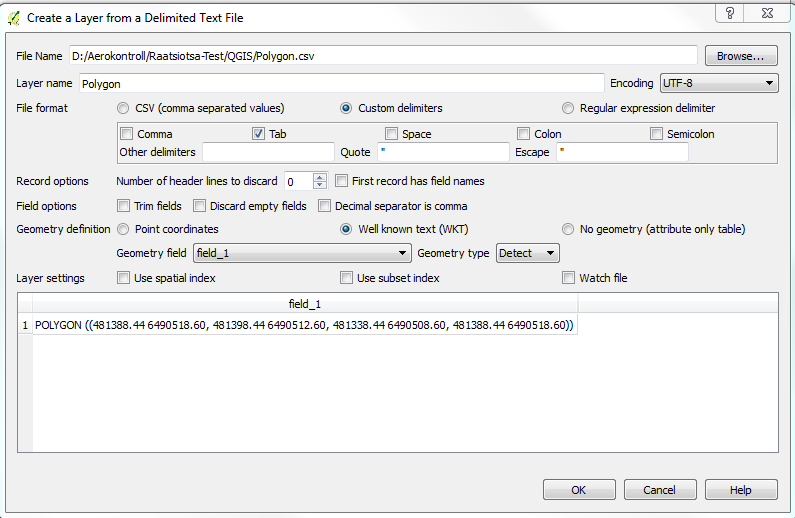 Create a Layer from a Delimited Text File
File Name D:/Aerokontroll/Raatsiotsa-Test/QGIS/Polygon.csv Browse...
Layer name Polygon Encoding UTF-8
File format CSV (comma separated values) Custom delimiters Regular expression delimiter
Comma Tab Space Colon Semicolon
Other delimiters Quote " Escape "
Record options Number of header lines to discard 0 First record has field names
Field options Trim fields Discard empty fields Decimal separator is comma
Geometry definition Point coordinates Well known text (WKT) No geometry (attribute only table)
Geometry field field_1 Geometry type Detect
Layer settings Use spatial index Use subset index Watch file
field_1
1 POLYGON ((481388.44 6490518.60, 481398.44 6490512.60, 481338.44 6490508.60, 481388.44 6490518.60))
OK Cancel Help